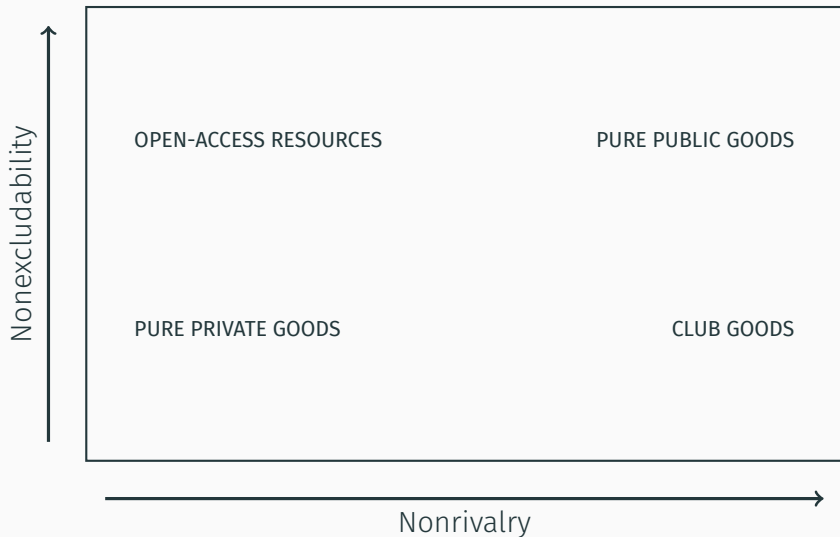 Nonexcludability
OPEN-ACCESS RESOURCES
PURE PUBLIC GOODS
PURE PRIVATE GOODS
CLUB GOODS
Nonrivalry